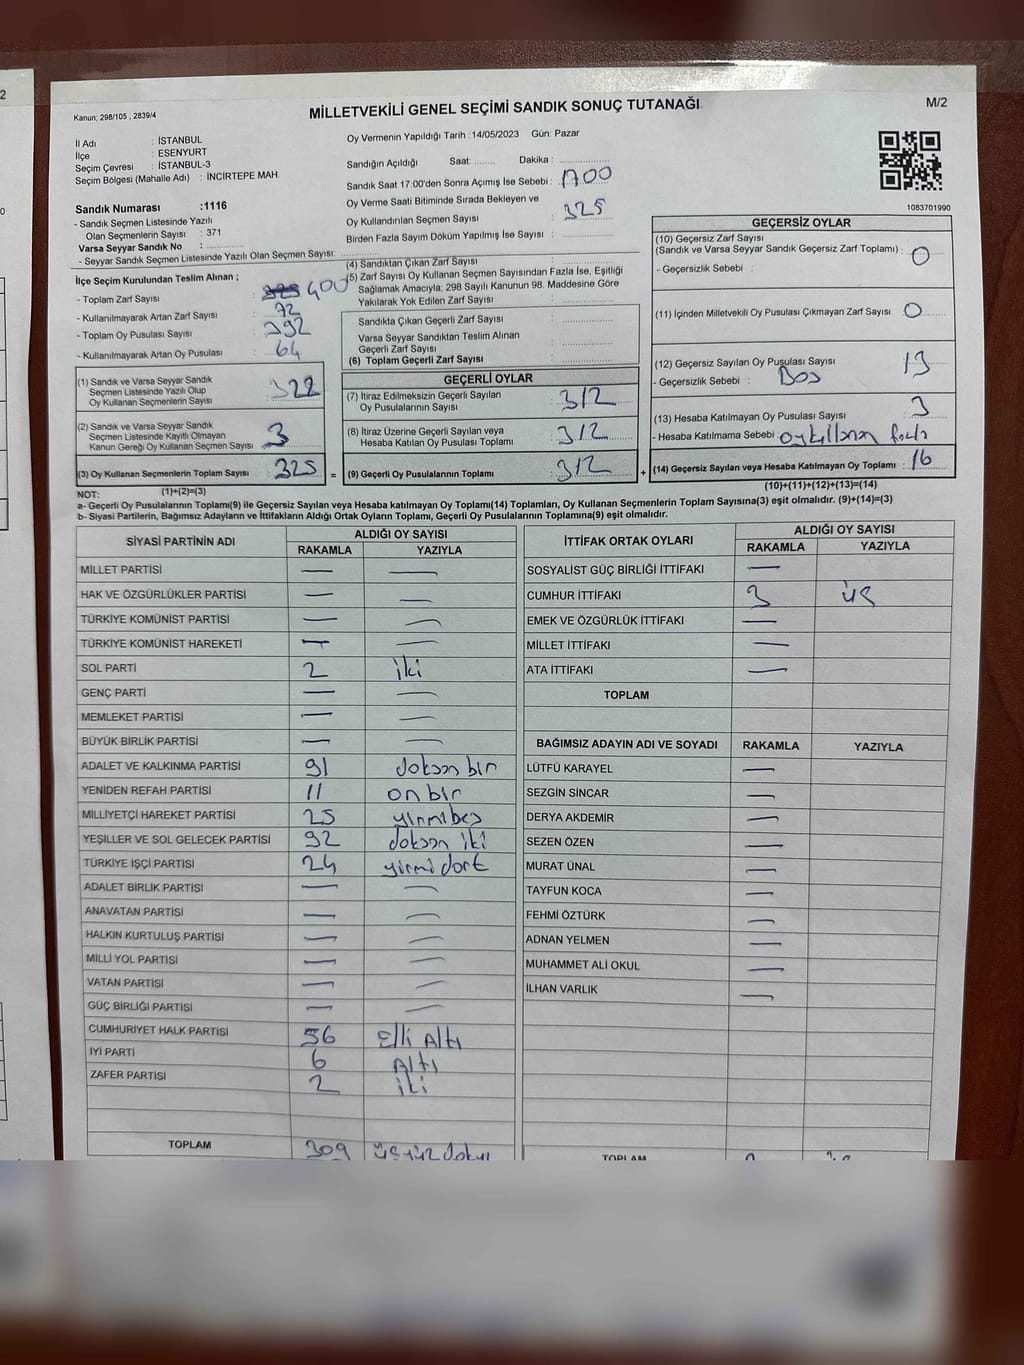 2
0
MİLLETVEKİLİ GENEL SEÇİMİ SANDIK SONUÇ TUTANAĞI
M/2
Kanun; 298/105 , 2839/4
İl Adı : İSTANBUL
İlçe : ESENYURT
Seçim Çevresi : İSTANBUL-3
Seçim Bölgesi (Mahalle Adı) : İNCİRTEPE MAH.
Sandık Numarası :1116
- Sandık Seçmen Listesinde Yazılı
Olan Seçmenlerin Sayısı : 371
Varsa Seyyar Sandık No :
- Seyyar Sandık Seçmen Listesinde Yazılı Olan Seçmen Sayısı:
Oy Vermenin Yapıldığı Tarih :14/05/2023 Gün: Pazar
Sandığın Açıldığı Saat: Dakika :
Sandık Saat 17:00'den Sonra Açımış İse Sebebi : 1700
Oy Verme Saati Bitiminde Sırada Bekleyen ve
Oy Kullandırılan Seçmen Sayısı : 325
Birden Fazla Sayım Döküm Yapılmış İse Sayısı :
1083701990
İlçe Seçim Kurulundan Teslim Alınan ;
- Toplam Zarf Sayısı : 400
- Kullanılmayarak Artan Zarf Sayısı : 72
- Toplam Oy Pusulası Sayısı : 392
- Kullanılmayarak Artan Oy Pusulası : 64
(4) Sandıktan Çıkan Zarf Sayısı :
(5) Zarf Sayısı Oy Kullanan Seçmen Sayısından Fazla İse, Eşitliği
Sağlamak Amacıyla; 298 Sayılı Kanunun 98. Maddesine Göre
Yakılarak Yok Edilen Zarf Sayısı :
Sandıkta Çıkan Geçerli Zarf Sayısı :
Varsa Seyyar Sandıktan Teslim Alınan
Geçerli Zarf Sayısı :
(6) Toplam Geçerli Zarf Sayısı :
GEÇERSİZ OYLAR
(10) Geçersiz Zarf Sayısı
(Sandık ve Varsa Seyyar Sandık Geçersiz Zarf Toplamı) : 0
- Geçersizlik Sebebi :
(11) İçinden Milletvekili Oy Pusulası Çıkmayan Zarf Sayısı : 0
(12) Geçersiz Sayılan Oy Pusulası Sayısı : 13
- Geçersizlik Sebebi : Boş
(13) Hesaba Katılmayan Oy Pusulası Sayısı : 3
- Hesaba Katılmama Sebebi :
(14) Geçersiz Sayılan veya Hesaba Katılmayan Oy Toplamı : 16
(10)+(11)+(12)+(13)=(14)
(1) Sandık ve Varsa Seyyar Sandık
Seçmen Listesinde Yazılı Olup
Oy Kullanan Seçmenlerin Sayısı : 322
(2) Sandık ve Varsa Seyyar Sandık
Seçmen Listesinde Kayıtlı Olmayan
Kanun Gereği Oy Kullanan Seçmen Sayısı : 3
(3) Oy Kullanan Seçmenlerin Toplam Sayısı : 325
(1)+(2)=(3)
GEÇERLİ OYLAR
(7) İtiraz Edilmeksizin Geçerli Sayılan
Oy Pusulalarının Sayısı : 312
(8) İtiraz Üzerine Geçerli Sayılan veya
Hesaba Katılan Oy Pusulası Toplamı : 312
= (9) Geçerli Oy Pusulalarının Toplamı : 312 +
NOT:
a- Geçerli Oy Pusulalarının Toplamı(9) ile Geçersiz Sayılan veya Hesaba katılmayan Oy Toplamı(14) Toplamları, Oy Kullanan Seçmenlerin Toplam Sayısına(3) eşit olmalıdır. (9)+(14)=(3)
b- Siyasi Partilerin, Bağımsız Adayların ve İttifakların Aldığı Ortak Oyların Toplamı, Geçerli Oy Pusulalarının Toplamına(9) eşit olmalıdır.
SİYASİ PARTİNİN ADI ALDIĞI OY SAYISI
RAKAMLA YAZIYLA
MİLLET PARTİSİ — —
HAK VE ÖZGÜRLÜKLER PARTİSİ — —
TÜRKİYE KOMÜNİST PARTİSİ — —
TÜRKİYE KOMÜNİST HAREKETİ — —
SOL PARTİ 2 iki
GENÇ PARTİ — —
MEMLEKET PARTİSİ — —
BÜYÜK BİRLİK PARTİSİ — —
ADALET VE KALKINMA PARTİSİ 91 doksan bir
YENİDEN REFAH PARTİSİ 11 on bir
MİLLİYETÇİ HAREKET PARTİSİ 25 yirmibeş
YEŞİLLER VE SOL GELECEK PARTİSİ 92 doksan iki
TÜRKİYE İŞÇİ PARTİSİ 24 yirmi dört
ADALET BİRLİK PARTİSİ — —
ANAVATAN PARTİSİ — —
HALKIN KURTULUŞ PARTİSİ — —
MİLLİ YOL PARTİSİ — —
VATAN PARTİSİ — —
GÜÇ BİRLİĞİ PARTİSİ — —
CUMHURİYET HALK PARTİSİ 56 Elli Altı
İYİ PARTİ 6 Altı
ZAFER PARTİSİ 2 iki
TOPLAM 309 üçyüz dokuz
İTTİFAK ORTAK OYLARI ALDIĞI OY SAYISI
RAKAMLA YAZIYLA
SOSYALİST GÜÇ BİRLİĞİ İTTİFAKI —
CUMHUR İTTİFAKI 3 üç
EMEK VE ÖZGÜRLÜK İTTİFAKI —
MİLLET İTTİFAKI —
ATA İTTİFAKI —
TOPLAM
BAĞIMSIZ ADAYIN ADI VE SOYADI RAKAMLA YAZIYLA
LÜTFÜ KARAYEL —
SEZGİN SİNCAR —
DERYA AKDEMİR —
SEZEN ÖZEN —
MURAT ÜNAL —
TAYFUN KOCA —
FEHMİ ÖZTÜRK —
ADNAN YELMEN —
MUHAMMET ALİ OKUL —
İLHAN VARLIK —
TOPLAM